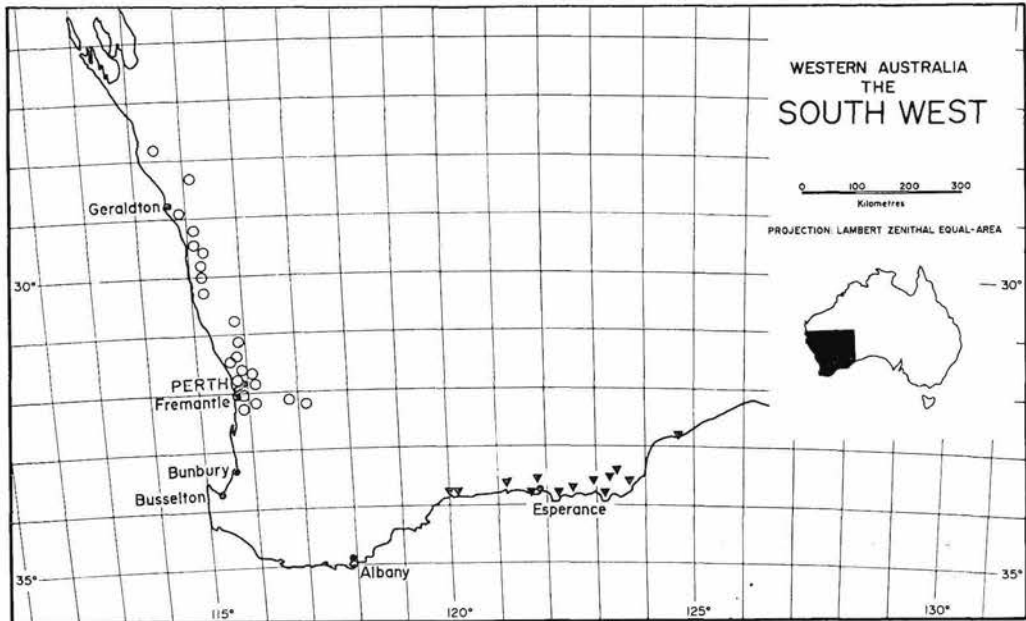 WESTERN AUSTRALIA
THE
SOUTH WEST
0 100 200 300
Kilometres
PROJECTION: LAMBERT ZENITHAL EQUAL-AREA
Geraldton
30°
30°
PERTH
Fremantle
Bunbury
Busselton
Esperance
Albany
35°
35°
115°
120°
125°
130°